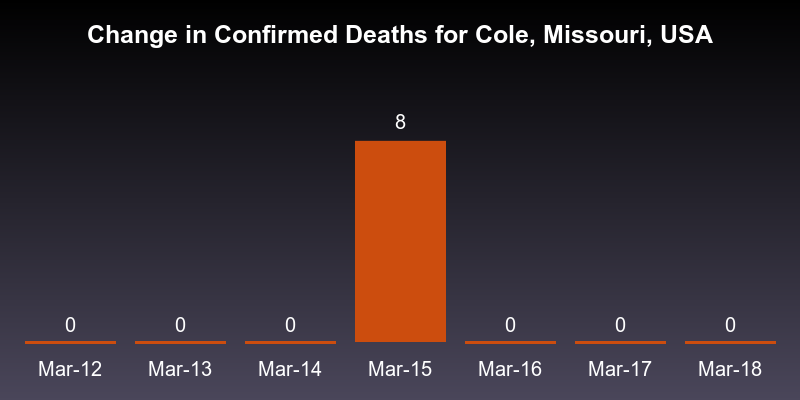 Change in Confirmed Deaths for Cole, Missouri, USA
8
0 0 0 0 0 0
Mar-12 Mar-13 Mar-14 Mar-15 Mar-16 Mar-17 Mar-18